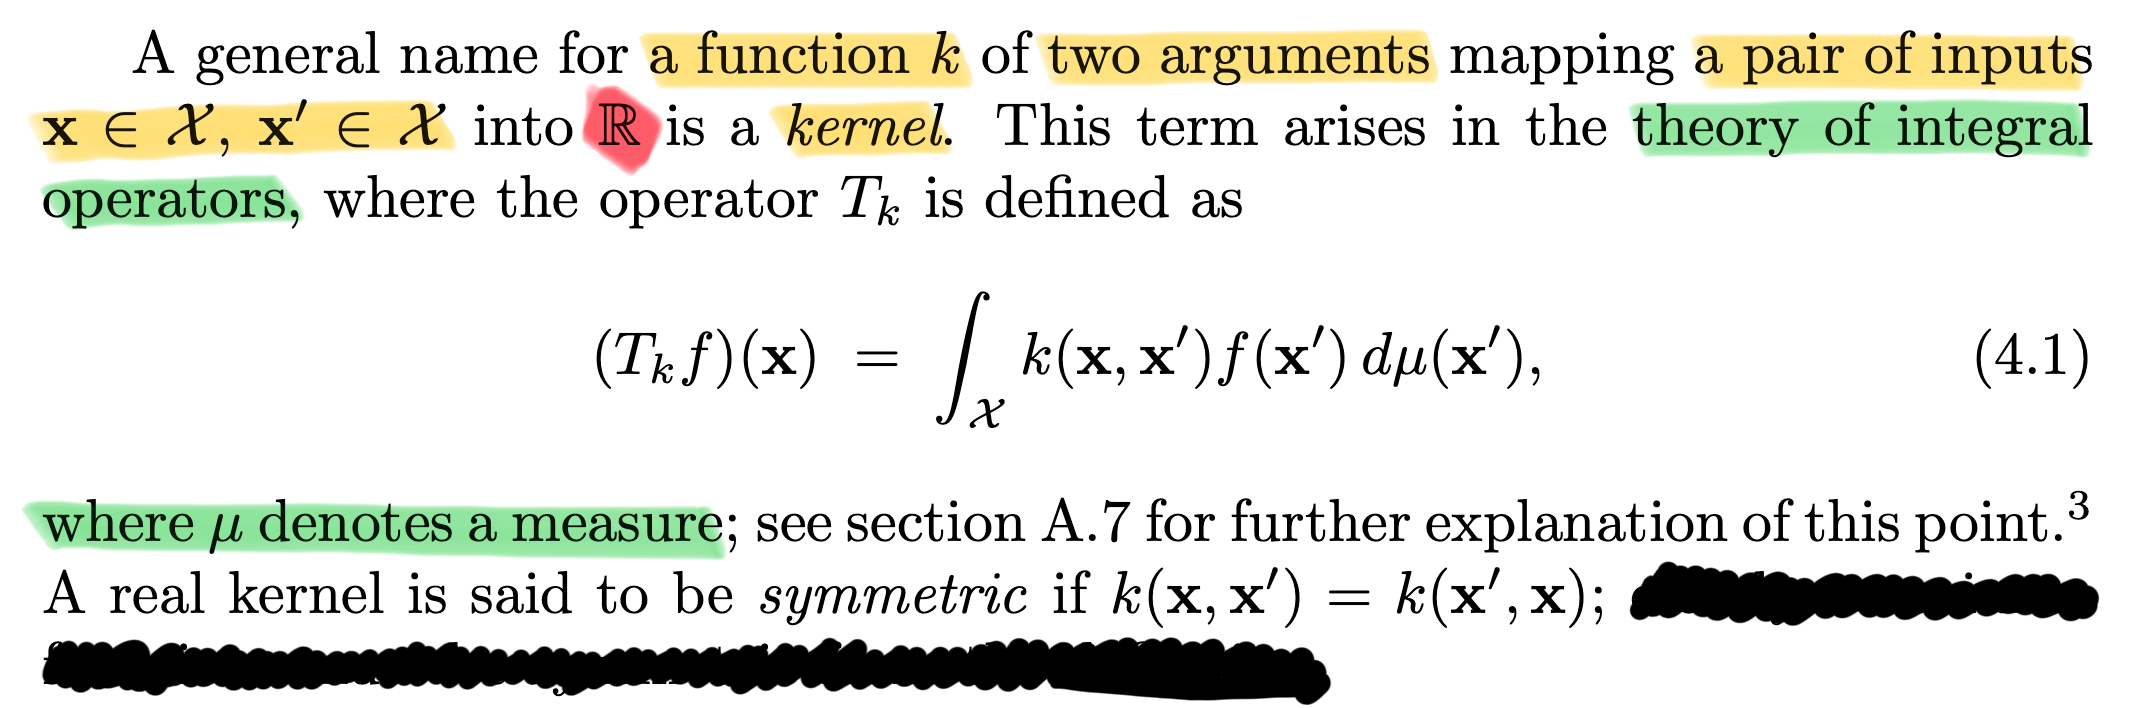 A general name for a function k of two arguments mapping a pair of inputs
x ∈ 𝒳, x′ ∈ 𝒳 into ℝ is a kernel. This term arises in the theory of integral
operators, where the operator Tₖ is defined as
(Tₖf)(x) = ∫_𝒳 k(x, x′)f(x′) dμ(x′), (4.1)
where μ denotes a measure; see section A.7 for further explanation of this point.³
A real kernel is said to be symmetric if k(x, x′) = k(x′, x);